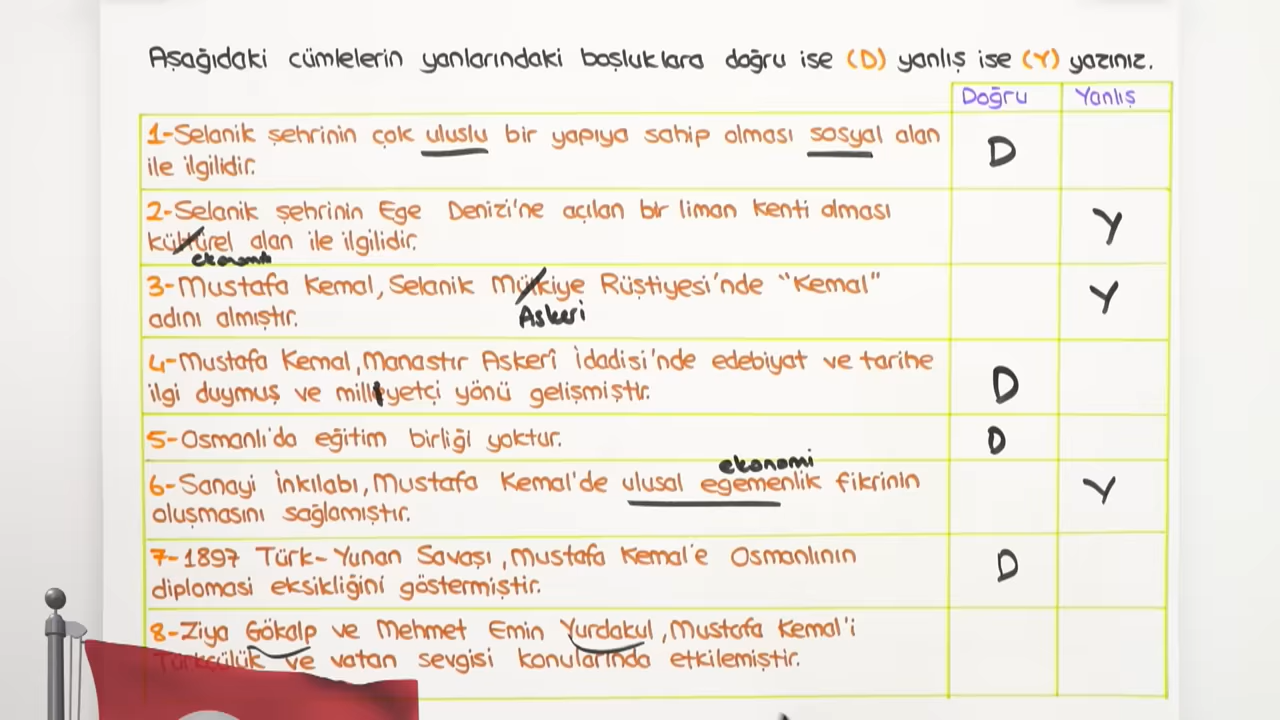 Aşağıdaki cümlelerin yanlarındaki boşluklara doğru ise (D) yanlış ise (Y) yazınız.
Doğru Yanlış
1-Selanik şehrinin çok uluslu bir yapıya sahip olması sosyal alan
ile ilgilidir.
D
2-Selanik şehrinin Ege Denizi'ne açılan bir liman kenti olması
kültürel alan ile ilgilidir.
Y
3-Mustafa Kemal, Selanik Mülkiye Rüştiyesi'nde "Kemal"
adını almıştır.
Askeri
Y
4-Mustafa Kemal, Manastır Askerî İdadisi'nde edebiyat ve tarihe
ilgi duymuş ve milliyetçi yönü gelişmiştir.
D
5-Osmanlı'da eğitim birliği yoktur.
D
ekonomi
6-Sanayi İnkılabı, Mustafa Kemal'de ulusal egemenlik fikrinin
oluşmasını sağlamıştır.
Y
7-1897 Türk-Yunan Savaşı, Mustafa Kemal'e Osmanlının
diplomasi eksikliğini göstermiştir.
D
8-Ziya Gökalp ve Mehmet Emin Yurdakul, Mustafa Kemal'i
Türkçülük ve vatan sevgisi konularında etkilemiştir.